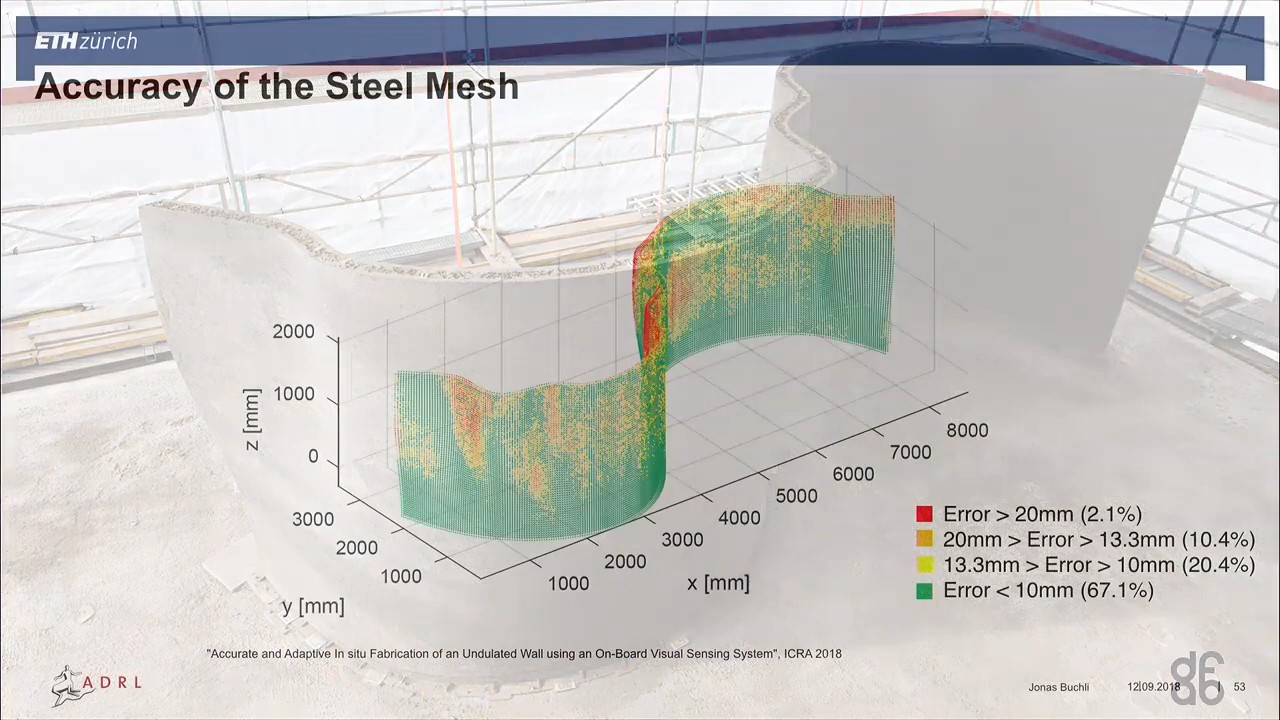 ETH zürich
Accuracy of the Steel Mesh
2000
1000
0
z [mm]
3000
2000
1000
y [mm]
1000
2000
3000
4000
5000
6000
7000
8000
x [mm]
Error > 20mm (2.1%)
20mm > Error > 13.3mm (10.4%)
13.3mm > Error > 10mm (20.4%)
Error < 10mm (67.1%)
"Accurate and Adaptive In situ Fabrication of an Undulated Wall using an On-Board Visual Sensing System", ICRA 2018
ADRL
Jonas Buchli
12|09.2018
| 53